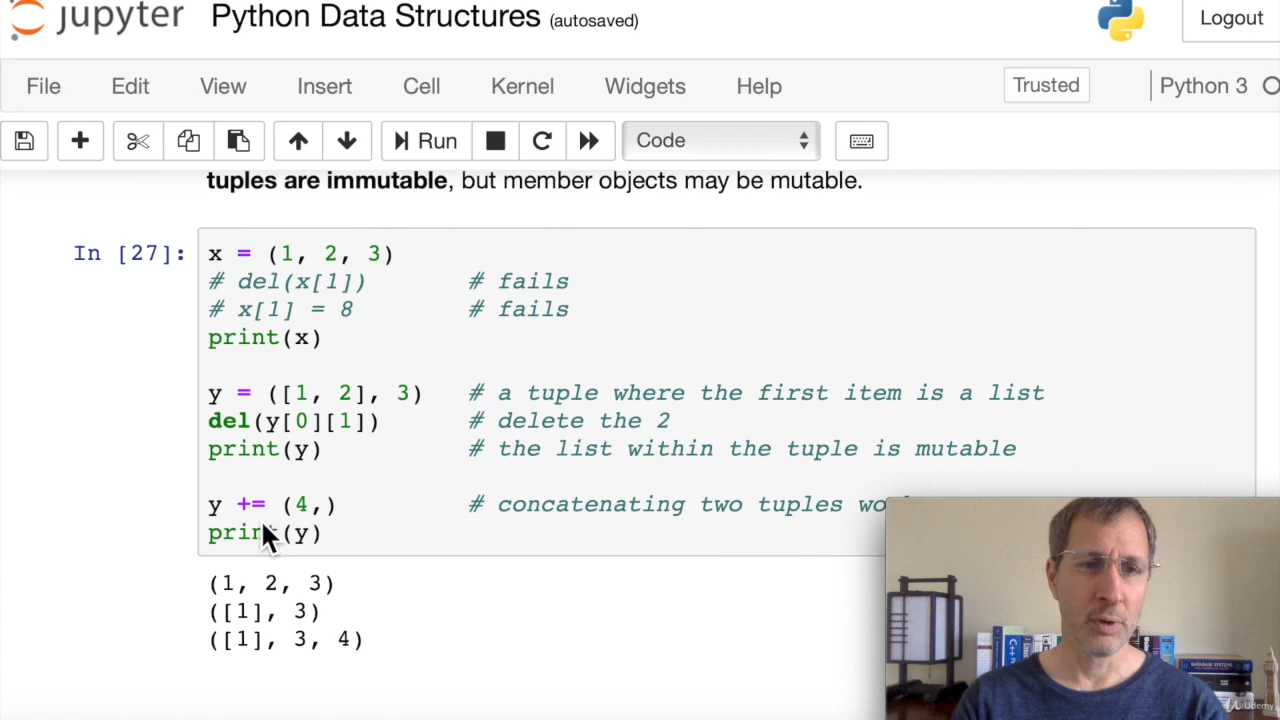 jupyter Python Data Structures (autosaved) Logout
File Edit View Insert Cell Kernel Widgets Help Trusted Python 3
Run Code
tuples are immutable, but member objects may be mutable.
In [27]: x = (1, 2, 3)
# del(x[1]) # fails
# x[1] = 8 # fails
print(x)
y = ([1, 2], 3) # a tuple where the first item is a list
del(y[0][1]) # delete the 2
print(y) # the list within the tuple is mutable
y += (4,) # concatenating two tuples
print(y)
(1, 2, 3)
([1], 3)
([1], 3, 4)
C++
DATABASE SYSTEMS
Udemy